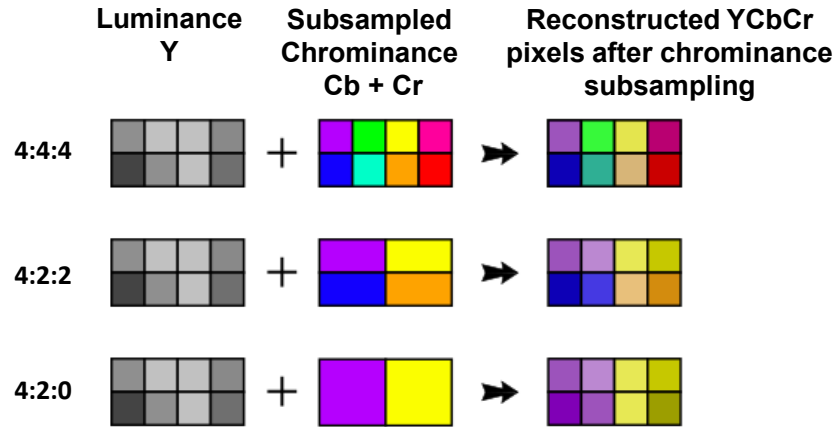 Luminance
Y
Subsampled
Chrominance
Cb + Cr
Reconstructed YCbCr
pixels after chrominance
subsampling
4:4:4
+
4:2:2
+
4:2:0
+